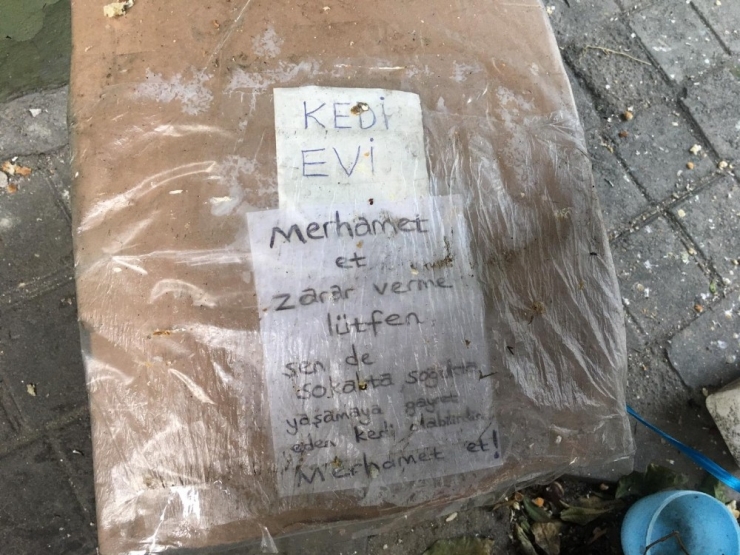 KEDİ
EVİ
Merhamet
et
zarar verme
lütfen
sen de
sokakta soğukta
yaşamaya gayret
eden kedi olabilirdin
Merhamet et!